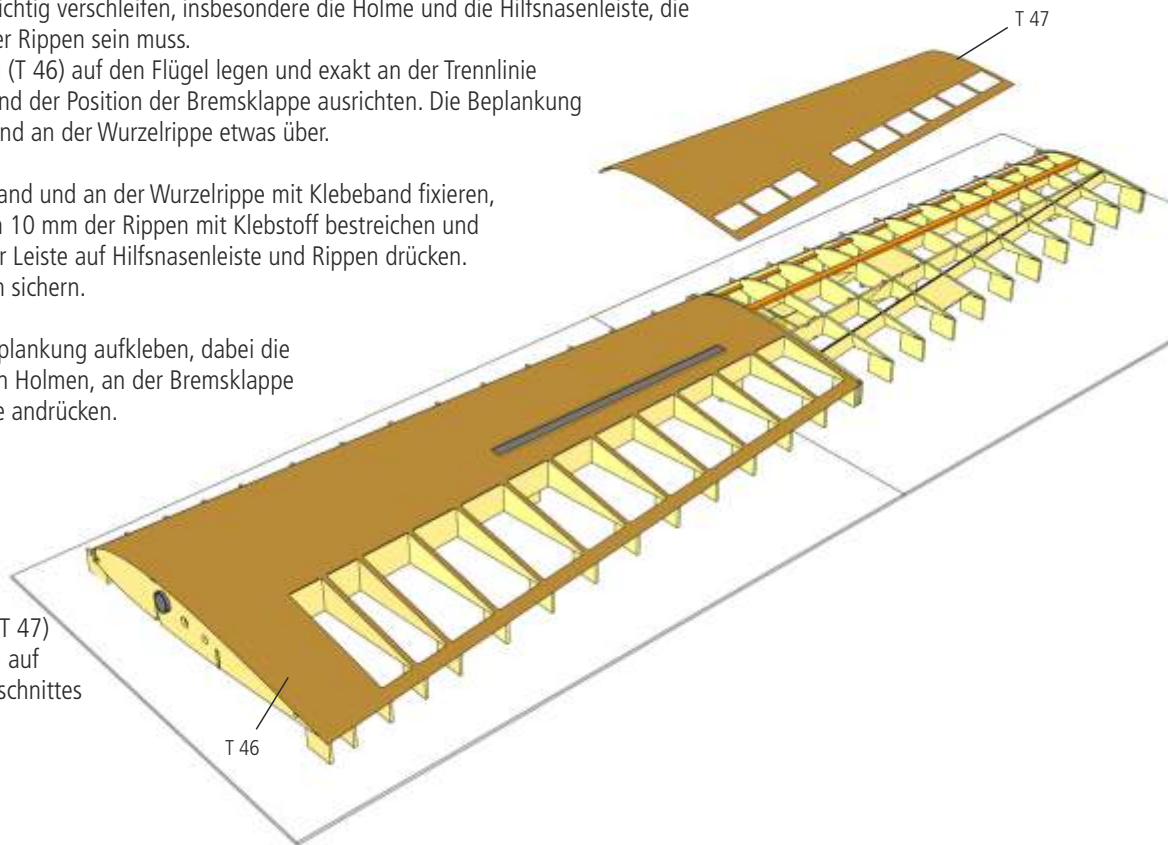 ichtig verschleifen, insbesondere die Holme und die Hilfsnasenleiste, die
er Rippen sein muss.
(T 46) auf den Flügel legen und exakt an der Trennlinie
nd der Position der Bremsklappe ausrichten. Die Beplankung
nd an der Wurzelrippe etwas über.
and und an der Wurzelrippe mit Klebeband fixieren,
10 mm der Rippen mit Klebstoff bestreichen und
r Leiste auf Hilfsnasenleiste und Rippen drücken.
n sichern.
plankung aufkleben, dabei die
n Holmen, an der Bremsklappe
e andrücken.
T 47)
auf
schnittes
T 46
T 47